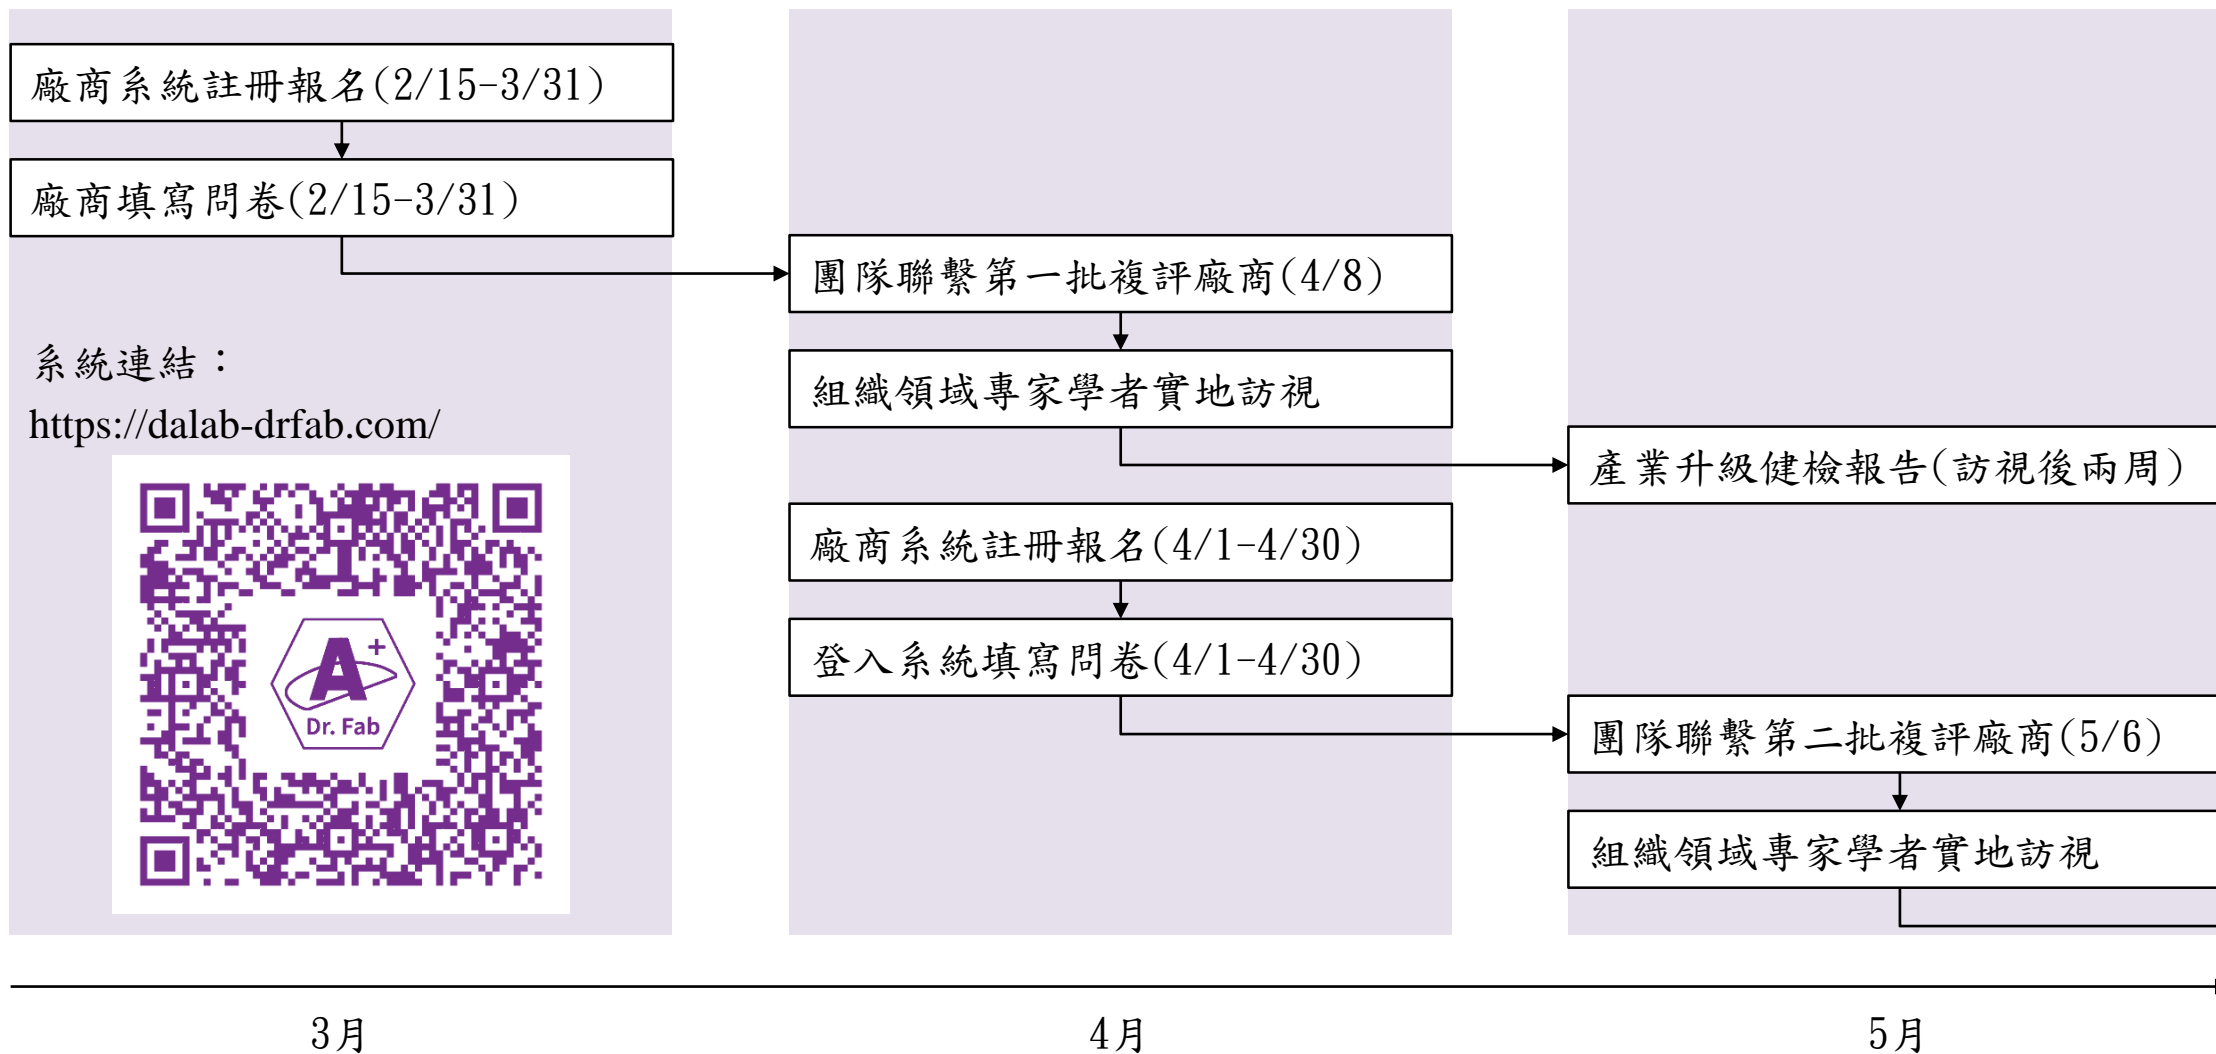 廠商系統註冊報名(2/15-3/31)
廠商填寫問卷(2/15-3/31)
系統連結：
https://dalab-drfab.com/
A+
Dr. Fab
團隊聯繫第一批複評廠商(4/8)
組織領域專家學者實地訪視
廠商系統註冊報名(4/1-4/30)
登入系統填寫問卷(4/1-4/30)
產業升級健檢報告(訪視後兩周)
團隊聯繫第二批複評廠商(5/6)
組織領域專家學者實地訪視
3月
4月
5月